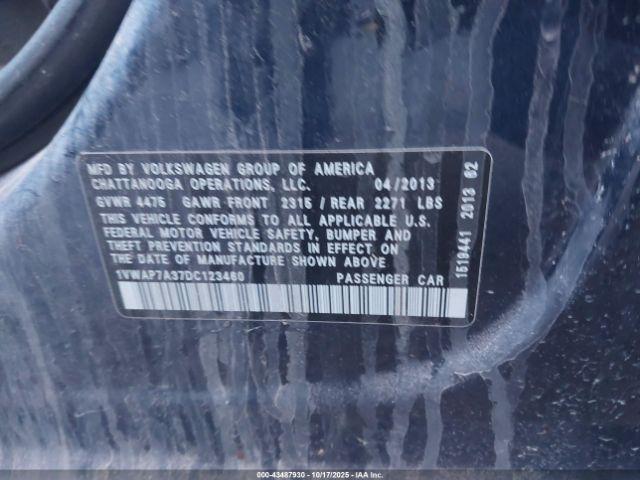 MFD BY VOLKSWAGEN GROUP OF AMERICA
CHATTANOOGA OPERATIONS, LLC. 04/2013
GVWR 4475 GAWR FRONT 2315 / REAR 2271 LBS
THIS VEHICLE CONFORMS TO ALL APPLICABLE U.S.
FEDERAL MOTOR VEHICLE SAFETY, BUMPER AND
THEFT PREVENTION STANDARDS IN EFFECT ON
THE DATE OF MANUFACTURE SHOWN ABOVE
1VWAP7A37DC123460 PASSENGER CAR
1519441 2013 62
000-43487930 - 10/17/2025 - IAAI.COM